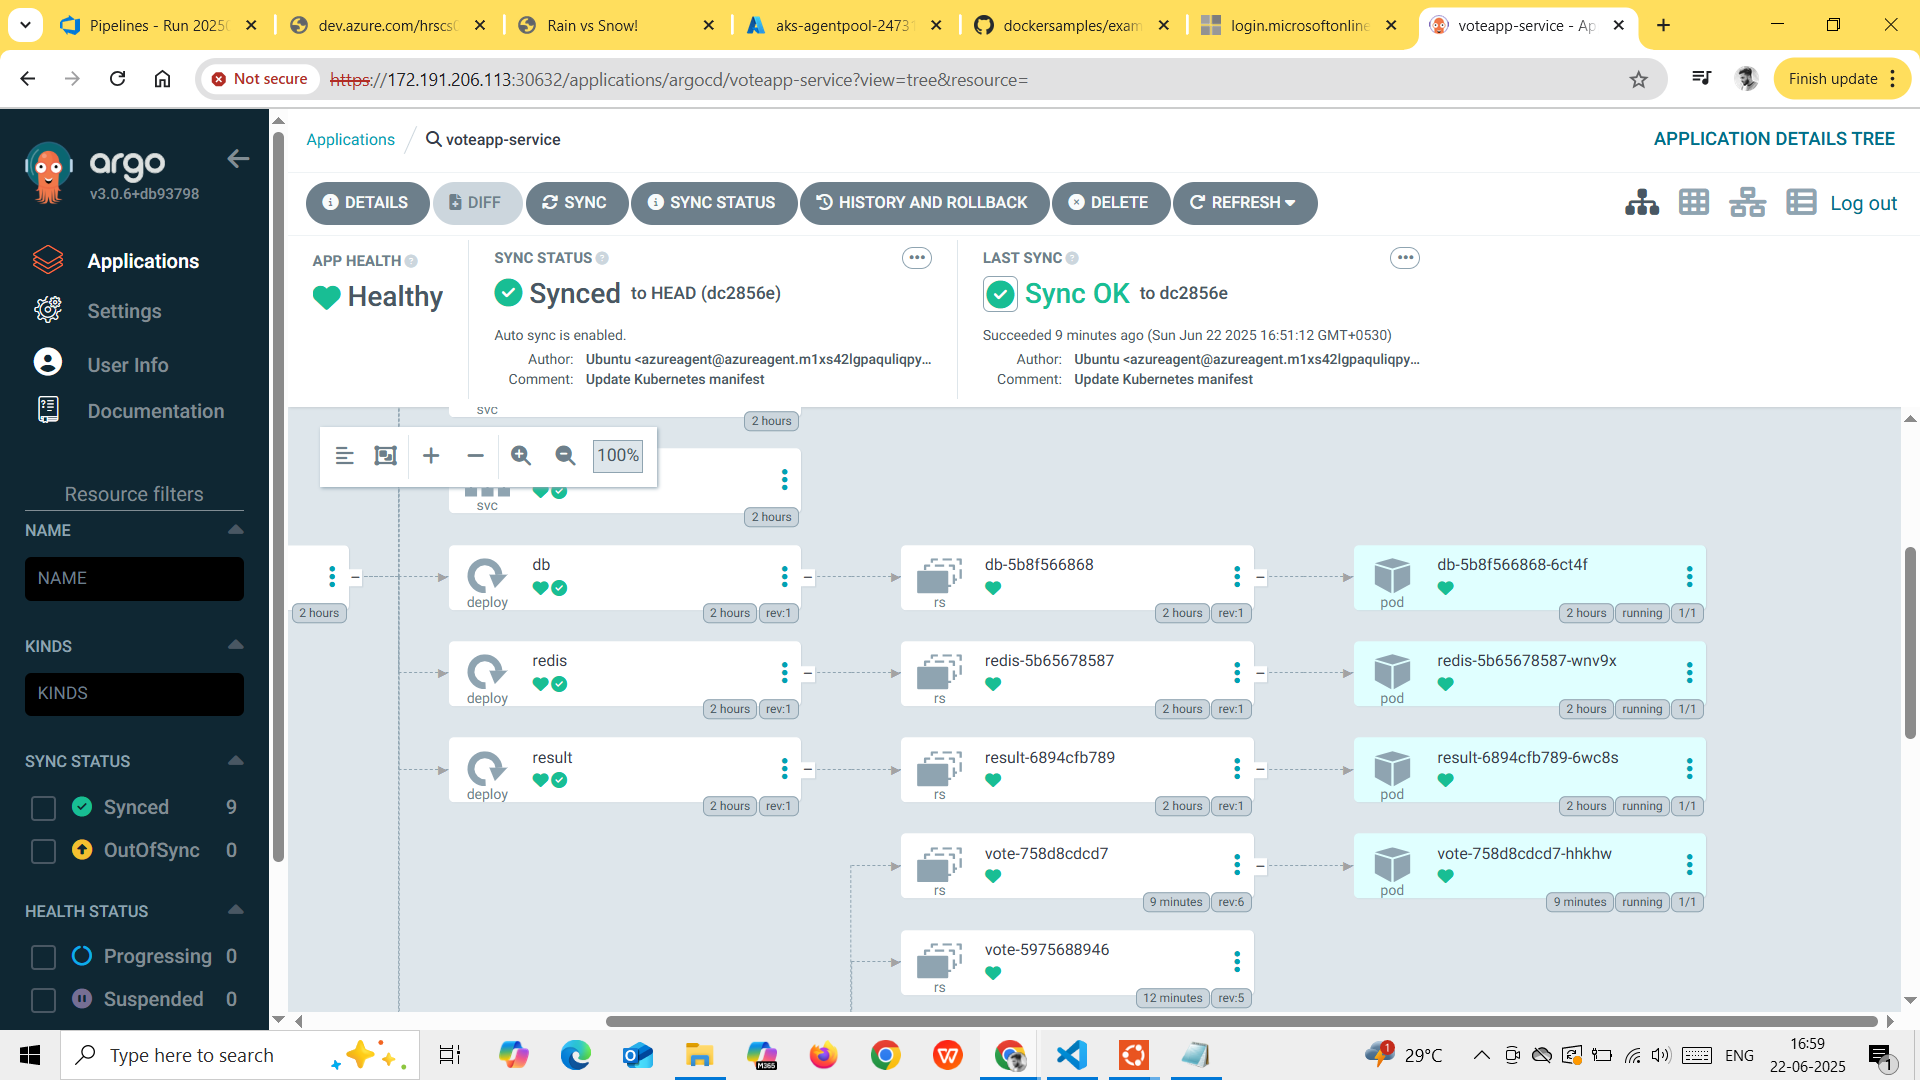 Pipelines - Run 2025
dev.azure.com/hrscs
Rain vs Snow!
aks-agentpool-2473
dockersamples/exam
login.microsoftonline
voteapp-service - Ap
Not secure
https://172.191.206.113:30632/applications/argocd/voteapp-service?view=tree&resource=
Finish update
argo
v3.0.6+db93798
Applications
Settings
User Info
Documentation
Resource filters
NAME
NAME
KINDS
KINDS
SYNC STATUS
Synced 9
OutOfSync 0
HEALTH STATUS
Progressing 0
Suspended 0
Applications
voteapp-service
APPLICATION DETAILS TREE
DETAILS
DIFF
SYNC
SYNC STATUS
HISTORY AND ROLLBACK
DELETE
REFRESH
Log out
APP HEALTH
Healthy
SYNC STATUS
Synced to HEAD (dc2856e)
Auto sync is enabled.
Author: Ubuntu <azureagent@azureagent.m1xs42lgpaquliqpy...
Comment: Update Kubernetes manifest
LAST SYNC
Sync OK to dc2856e
Succeeded 9 minutes ago (Sun Jun 22 2025 16:51:12 GMT+0530)
Author: Ubuntu <azureagent@azureagent.m1xs42lgpaquliqpy...
Comment: Update Kubernetes manifest
svc
2 hours
100%
svc
2 hours
2 hours
db
deploy
2 hours rev:1
db-5b8f566868
rs
2 hours rev:1
db-5b8f566868-6ct4f
pod
2 hours running 1/1
redis
deploy
2 hours rev:1
redis-5b65678587
rs
2 hours rev:1
redis-5b65678587-wnv9x
pod
2 hours running 1/1
result
deploy
2 hours rev:1
result-6894cfb789
rs
2 hours rev:1
result-6894cfb789-6wc8s
pod
2 hours running 1/1
vote-758d8cdcd7
rs
9 minutes rev:6
vote-758d8cdcd7-hhkhw
pod
9 minutes running 1/1
vote-5975688946
rs
12 minutes rev:5
Type here to search
M365
1
29°C
ENG
16:59
22-06-2025
1